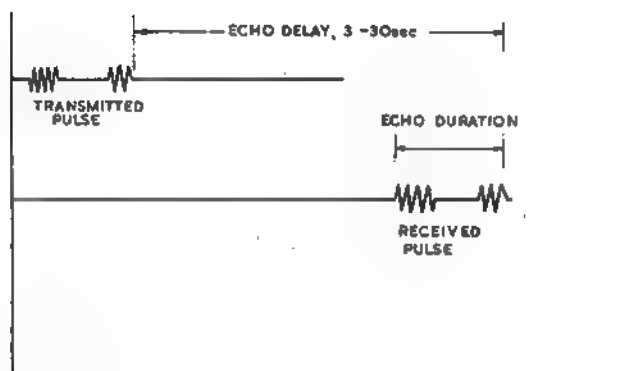 ECHO DELAY, 3-30sec
TRANSMITTED
PULSE
ECHO DURATION
RECEIVED
PULSE